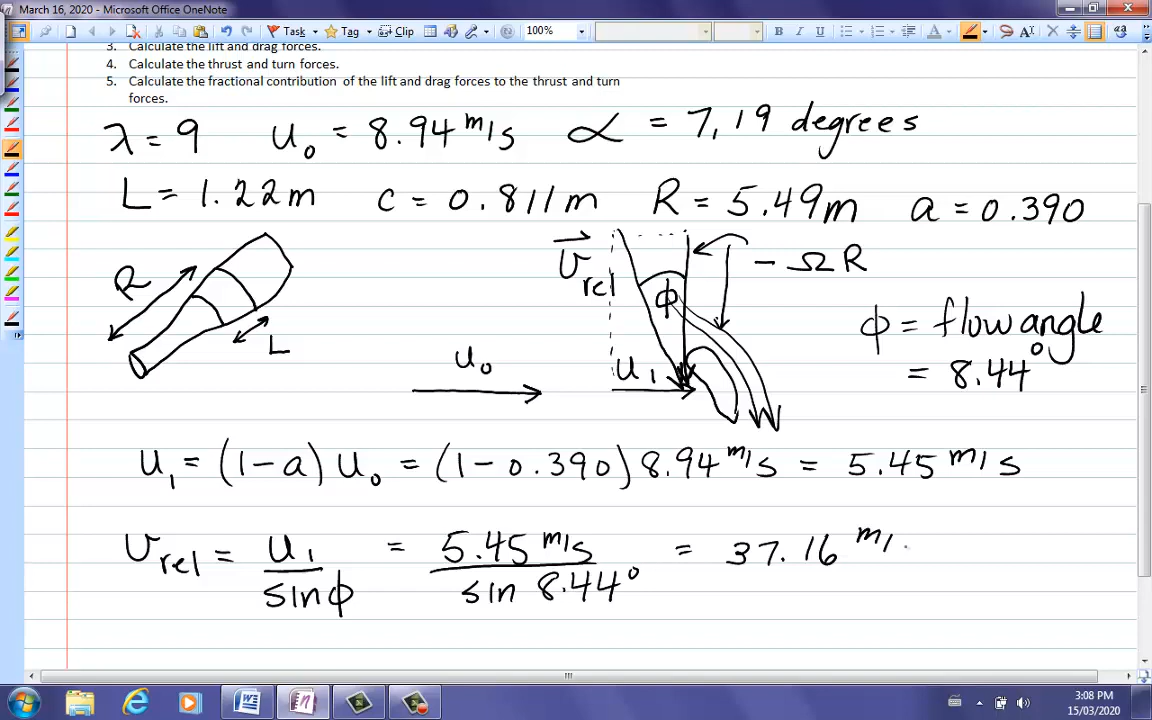 March 16, 2020 - Microsoft Office OneNote
Task Tag Clip 100%
3. Calculate the lift and drag forces.
4. Calculate the thrust and turn forces.
5. Calculate the fractional contribution of the lift and drag forces to the thrust and turn
forces.
λ = 9 u₀ = 8.94 m/s α = 7.19 degrees
L = 1.22 m c = 0.811 m R = 5.49 m a = 0.390
R
L
u₀
v⃗rel
φ
u₁
- ΩR
φ = flow angle
= 8.44°
u₁ = (1 - a) u₀ = (1 - 0.390) 8.94 m/s = 5.45 m/s
vrel = u₁ / sin φ = 5.45 m/s / sin 8.44° = 37.16 m/
3:08 PM
15/03/2020